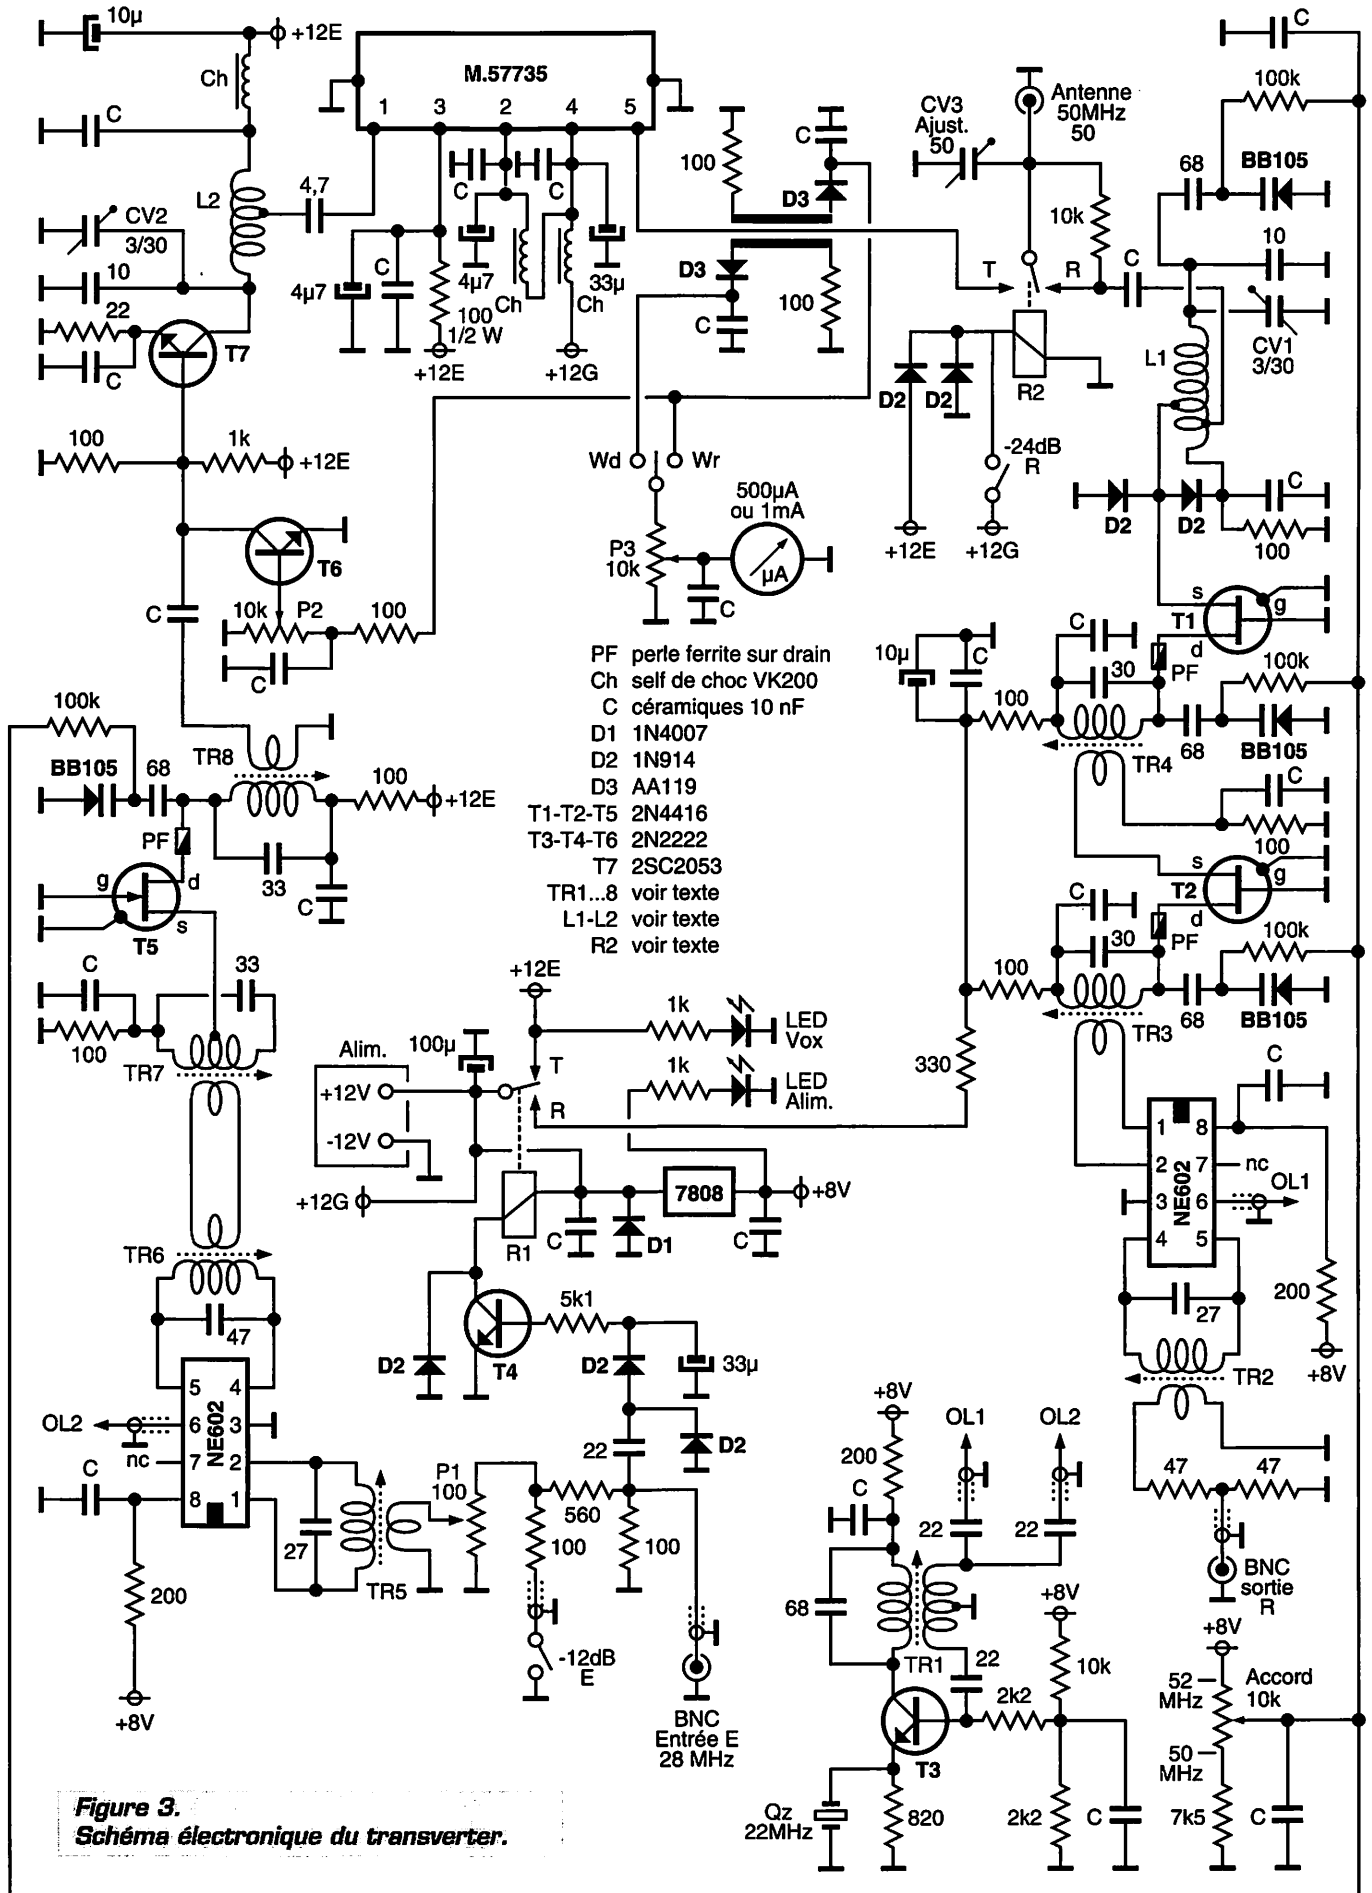 10µ
+12E
Ch
C
L2
4,7
CV2
3/30
10
22
C
T7
M.57735
1
3
2
4
5
C
C
4µ7
C
4µ7
100
1/2 W
+12E
Ch
Ch
33µ
+12G
100
C
D3
D3
C
100
CV3
Ajust.
50
Antenne
50MHz
50
10k
T
R
C
R2
D2
D2
-24dB
R
+12E
+12G
C
100k
68
BB105
10
CV1
3/30
L1
D2
D2
C
100
100
1k
+12E
T6
C
10k
P2
100
C
Wd
Wr
P3
10k
500µA
ou 1mA
µA
C
PF perle ferrite sur drain
Ch self de choc VK200
C céramiques 10 nF
D1 1N4007
D2 1N914
D3 AA119
T1-T2-T5 2N4416
T3-T4-T6 2N2222
T7 2SC2053
TR1...8 voir texte
L1-L2 voir texte
R2 voir texte
s
T1
g
d
PF
10µ
C
C
30
100
100k
68
BB105
TR4
C
100
s
T2
g
d
PF
C
30
100
100k
68
BB105
TR3
330
100k
BB105
68
TR8
100
+12E
PF
33
C
g
d
s
T5
C
33
100
TR7
TR6
47
5
4
OL2
6
3
nc
7
2
8
1
NE602
C
200
+8V
27
TR5
P1
100
560
100
100
-12dB
E
BNC
Entrée E
28 MHz
+12E
1k
LED
Vox
1k
LED
Alim.
Alim.
+12V
-12V
100µ
T
R
+12G
R1
C
D1
7808
+8V
C
5k1
D2
T4
D2
33µ
22
D2
C
1
8
2
7
nc
OL1
3
6
4
5
NE602
27
200
+8V
TR2
47
47
BNC
sortie
R
+8V
200
C
OL1
OL2
22
22
68
TR1
22
+8V
10k
2k2
T3
Qz
22MHz
820
2k2
C
+8V
52
MHz
Accord
10k
50
MHz
7k5
C
Figure 3.
Schéma électronique du transverter.